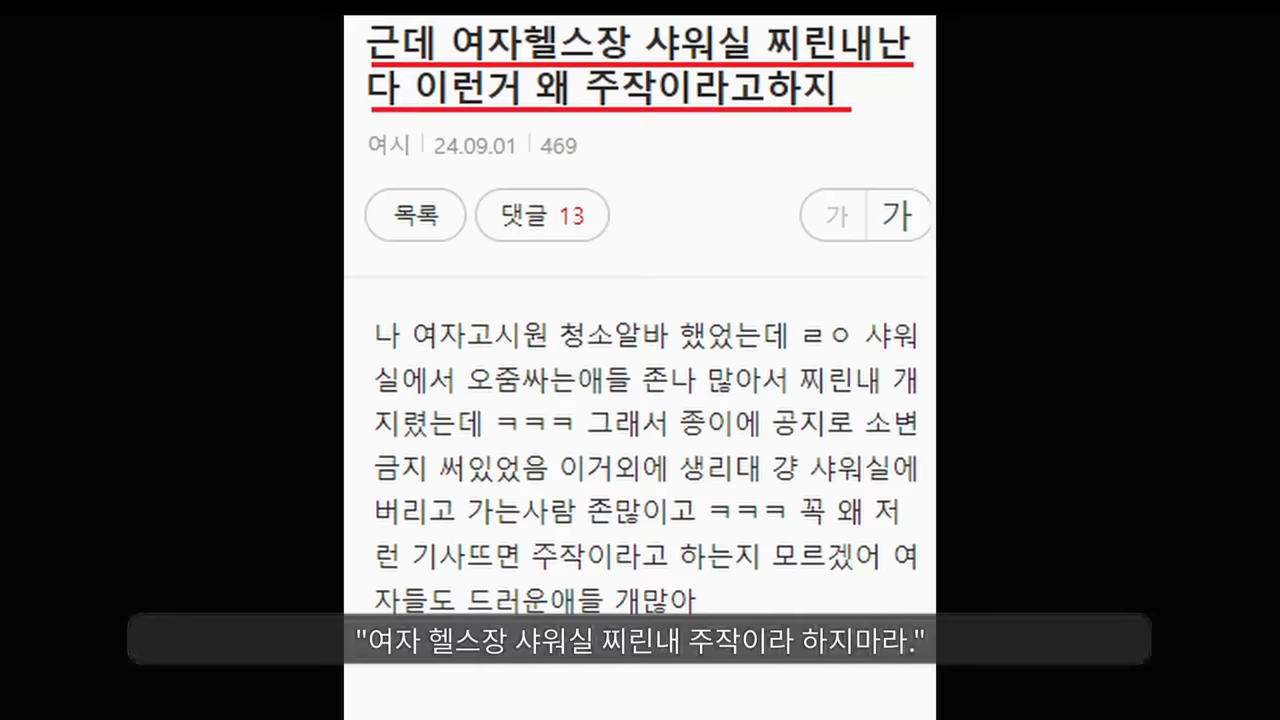 근데 여자헬스장 샤워실 찌린내난
다 이런거 왜 주작이라고하지
여시 24.09.01 469
목록 댓글 13 가 가
나 여자고시원 청소알바 했었는데 ㄹㅇ 샤워
실에서 오줌싸는애들 존나 많아서 찌린내 개
지렸는데 ㅋㅋㅋ 그래서 종이에 공지로 소변
금지 써있었음 이거외에 생리대 걍 샤워실에
버리고 가는사람 존많이고 ㅋㅋㅋ 꼭 왜 저
런 기사뜨면 주작이라고 하는지 모르겠어 여
자들도 드러운애들 개많아
"여자 헬스장 샤워실 찌린내 주작이라 하지마라."